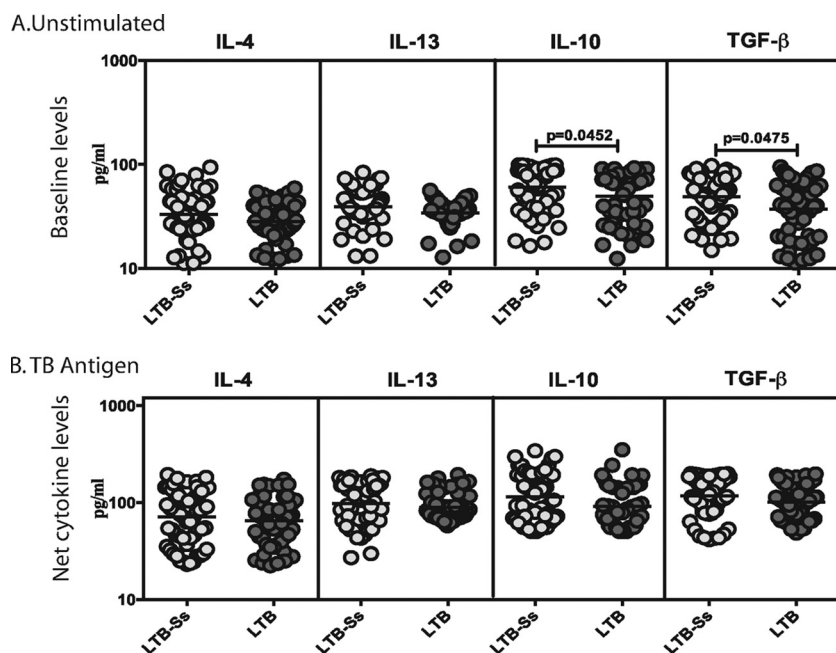 A.Unstimulated
IL-4 IL-13 IL-10 TGF-β
Baseline levels
pg/ml
1000
100
10
p=0.0452
p=0.0475
LTB-Ss LTB LTB-Ss LTB LTB-Ss LTB LTB-Ss LTB
B. TB Antigen
IL-4 IL-13 IL-10 TGF-β
Net cytokine levels
pg/ml
1000
100
10
LTB-Ss LTB LTB-Ss LTB LTB-Ss LTB LTB-Ss LTB